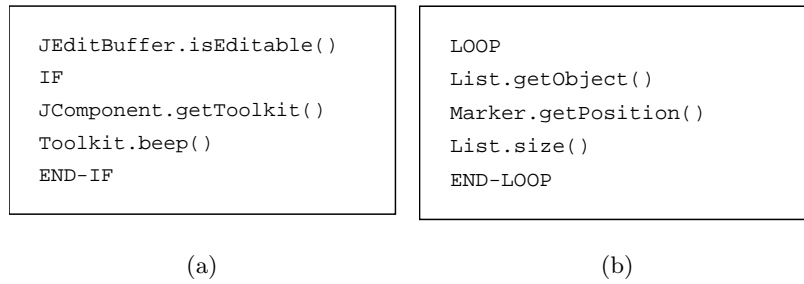 JEditBuffer.isEditable()
IF
JComponent.getToolkit()
Toolkit.beep()
END-IF
(a)
LOOP
List.getObject()
Marker.getPosition()
List.size()
END-LOOP
(b)